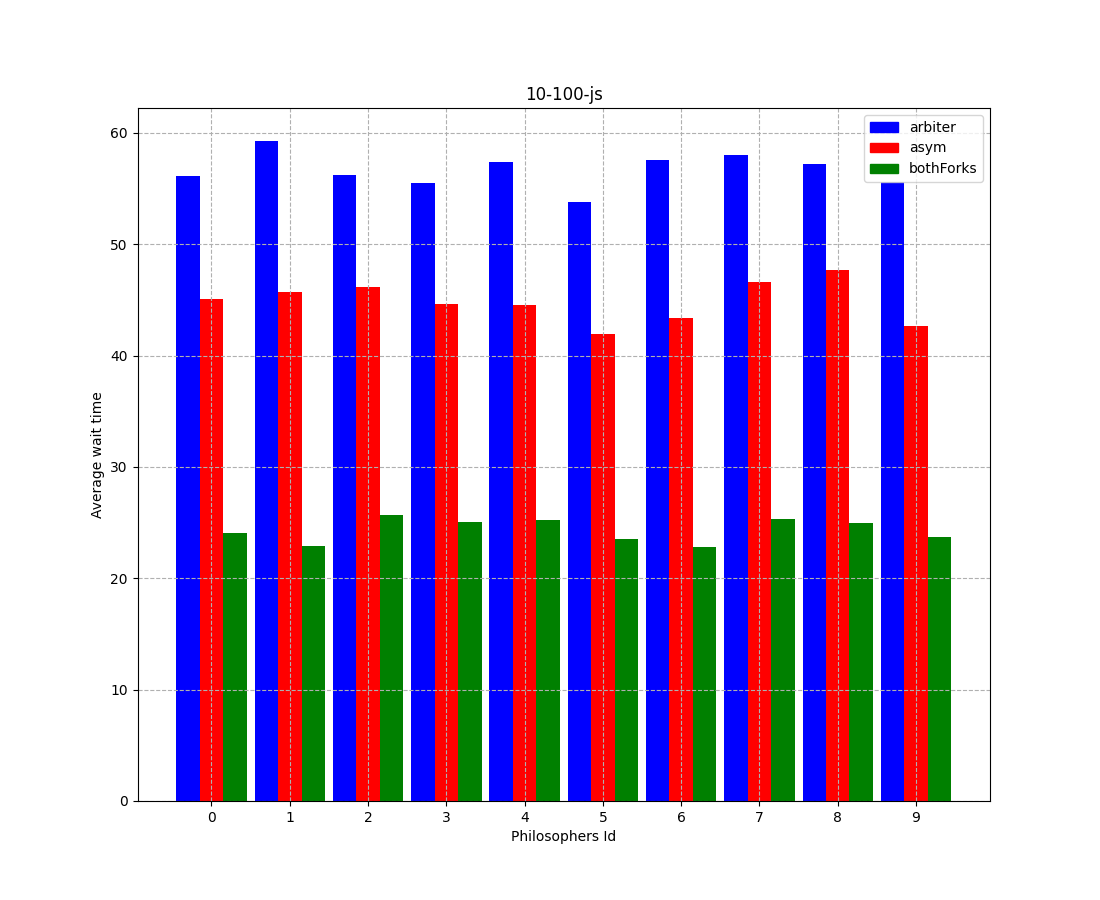 10-100-js
60
50
40
30
20
10
0
Average wait time
arbiter
asym
bothForks
0 1 2 3 4 5 6 7 8 9
Philosophers Id